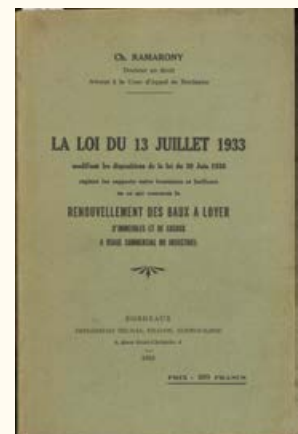 Ch. RAMARONY
Docteur en droit
Avocat à la Cour d'Appel de Bordeaux
LA LOI DU 13 JUILLET 1933
modifiant les dispositions de la loi du 30 Juin 1926
réglant les rapports entre locataires et bailleurs
en ce qui concerne le
RENOUVELLEMENT DES BAUX A LOYER
D'IMMEUBLES ET DE LOCAUX
A USAGE COMMERCIAL OU INDUSTRIEL
BORDEAUX
IMPRIMERIE
1933
PRIX : FRANCS